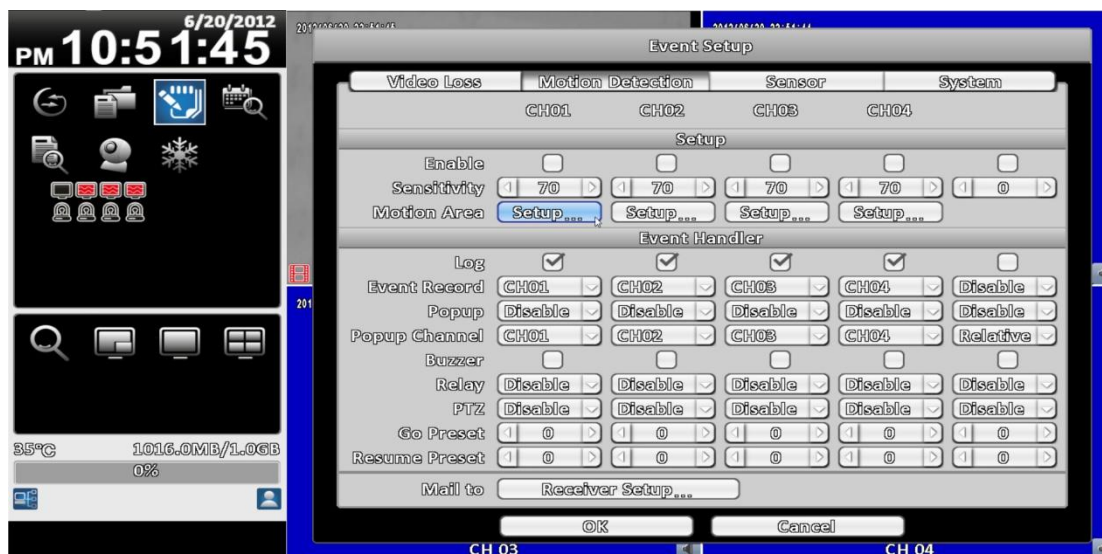 6/20/2012
PM 10:51:45
Event Setup
Video Loss Motion Detection Sensor System
CH01 CH02 CH03 CH04
Setup
Enable
Sensitivity 70 70 70 70 0
Motion Area Setup... Setup... Setup... Setup...
Event Handler
Log
Event Record CH01 CH02 CH03 CH04 Disable
Popup Disable Disable Disable Disable Disable
Popup Channel CH01 CH02 CH03 CH04 Relative
Buzzer
Relay Disable Disable Disable Disable Disable
PTZ Disable Disable Disable Disable Disable
Go Preset 0 0 0 0 0
Resume Preset 0 0 0 0 0
Mail to Receiver Setup...
OK Cancel
35°C 1016.0MB/1.0GB
0%
201
CH 03 CH 04